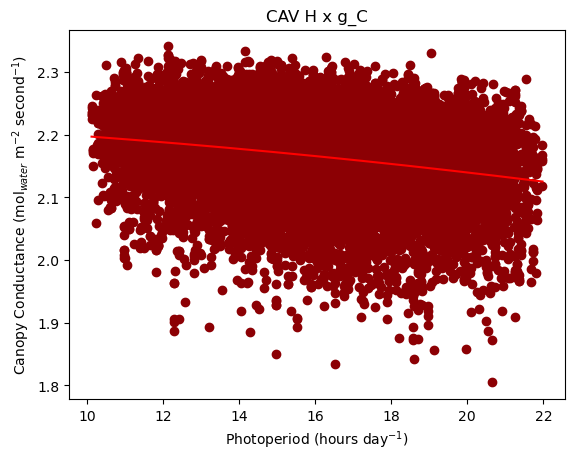 CAV H x g_C
Canopy Conductance (mol_water m⁻² second⁻¹)
2.3
2.2
2.1
2.0
1.9
1.8
10 12 14 16 18 20 22
Photoperiod (hours day⁻¹)